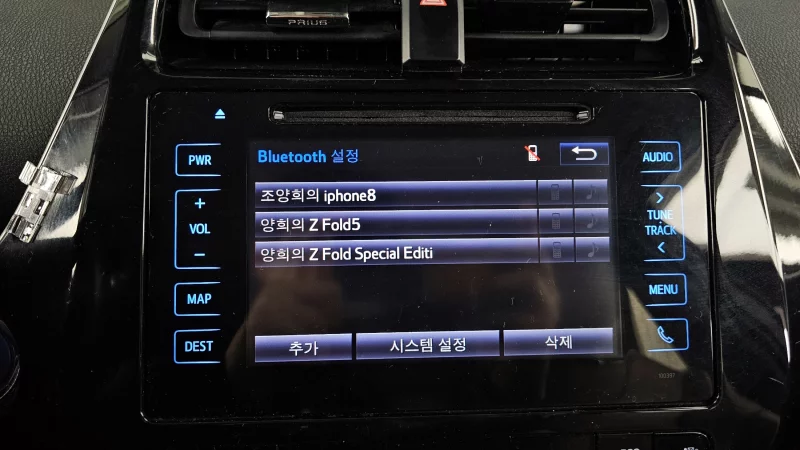 PRIUS
PWR
+
VOL
−
MAP
DEST
Bluetooth 설정
조양희의 iphone8
양희의 Z Fold5
양희의 Z Fold Special Editi
추가
시스템 설정
삭제
AUDIO
>
TUNE
TRACK
<
MENU
100397